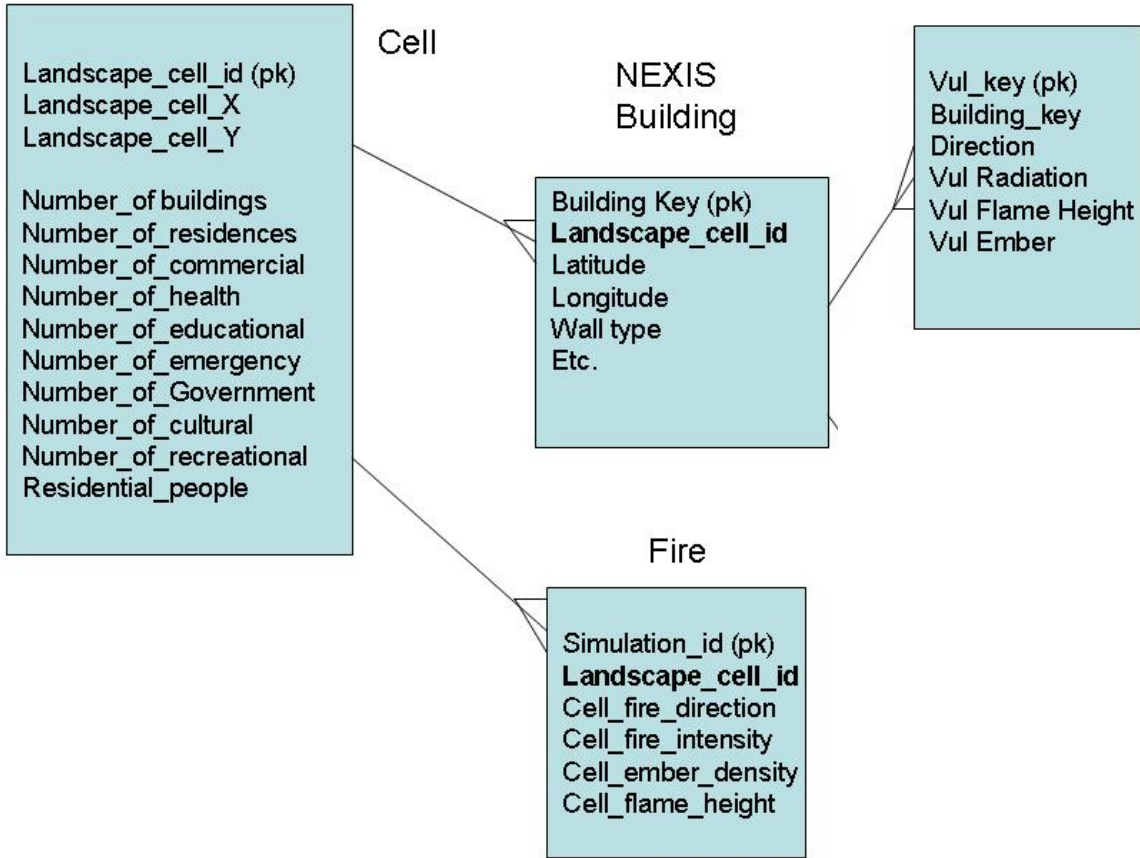 Cell
Landscape_cell_id (pk)
Landscape_cell_X
Landscape_cell_Y
Number_of buildings
Number_of_residences
Number_of_commercial
Number_of_health
Number_of_educational
Number_of_emergency
Number_of_Government
Number_of_cultural
Number_of_recreational
Residential_people
NEXIS
Building
Building Key (pk)
Landscape_cell_id
Latitude
Longitude
Wall type
Etc.
Vul_key (pk)
Building_key
Direction
Vul Radiation
Vul Flame Height
Vul Ember
Fire
Simulation_id (pk)
Landscape_cell_id
Cell_fire_direction
Cell_fire_intensity
Cell_ember_density
Cell_flame_height